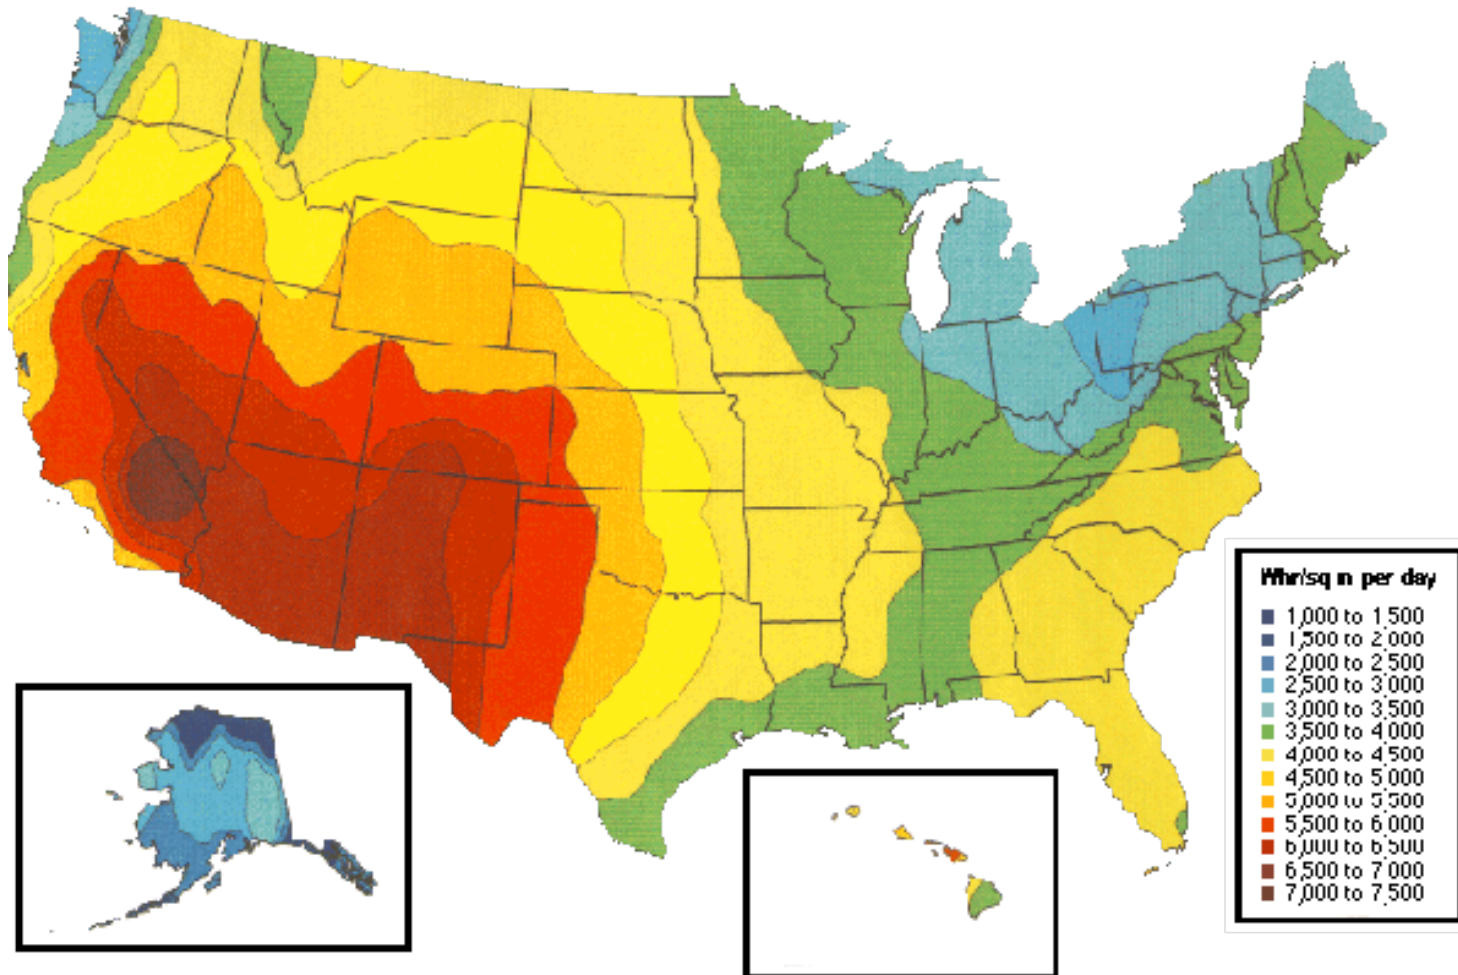 Whr/sq m per day
1,000 to 1,500
1,500 to 2,000
2,000 to 2,500
2,500 to 3,000
3,000 to 3,500
3,500 to 4,000
4,000 to 4,500
4,500 to 5,000
5,000 to 5,500
5,500 to 6,000
6,000 to 6,500
6,500 to 7,000
7,000 to 7,500